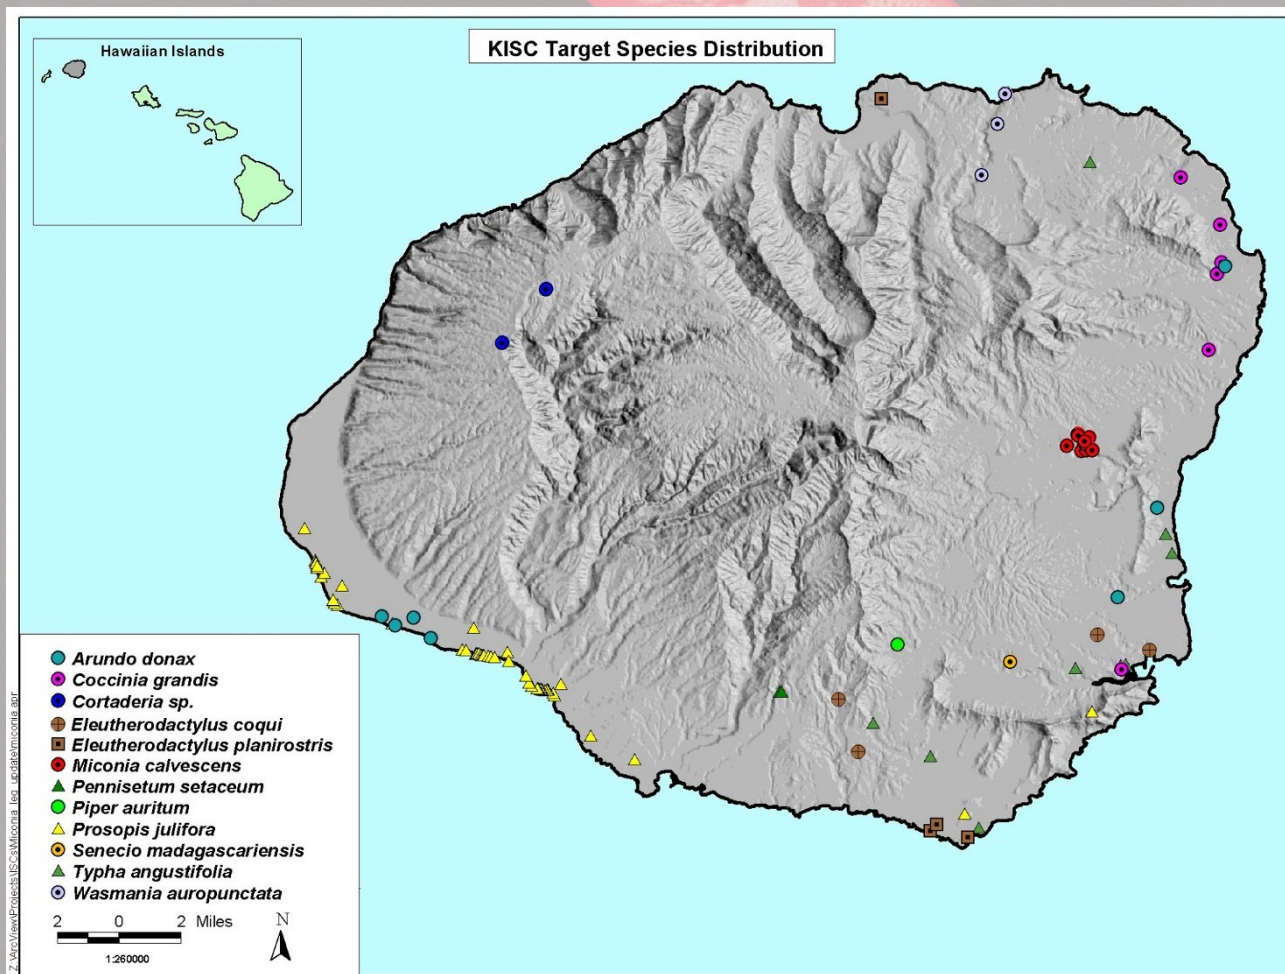 Hawaiian Islands
KISC Target Species Distribution
Arundo donax
Coccinia grandis
Cortaderia sp.
Eleutherodactylus coqui
Eleutherodactylus planirostris
Miconia calvescens
Pennisetum setaceum
Piper auritum
Prosopis julifora
Senecio madagascariensis
Typha angustifolia
Wasmania auropunctata
2 0 2 Miles
N
1:260000